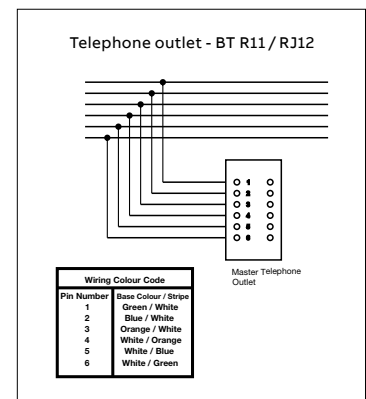 Telephone outlet - BT R11 / RJ12
1
2
3
4
5
6
Master Telephone
Outlet
Wiring Colour Code
Pin Number Base Colour / Stripe
1 Green / White
2 Blue / White
3 Orange / White
4 White / Orange
5 White / Blue
6 White / Green